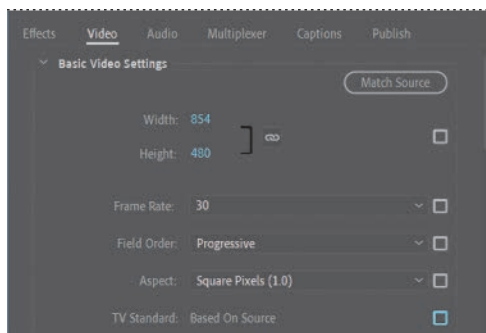 Effects Video Audio Multiplexer Captions Publish
Basic Video Settings
Match Source
Width: 854
Height: 480
Frame Rate: 30
Field Order: Progressive
Aspect: Square Pixels (1.0)
TV Standard: Based On Source